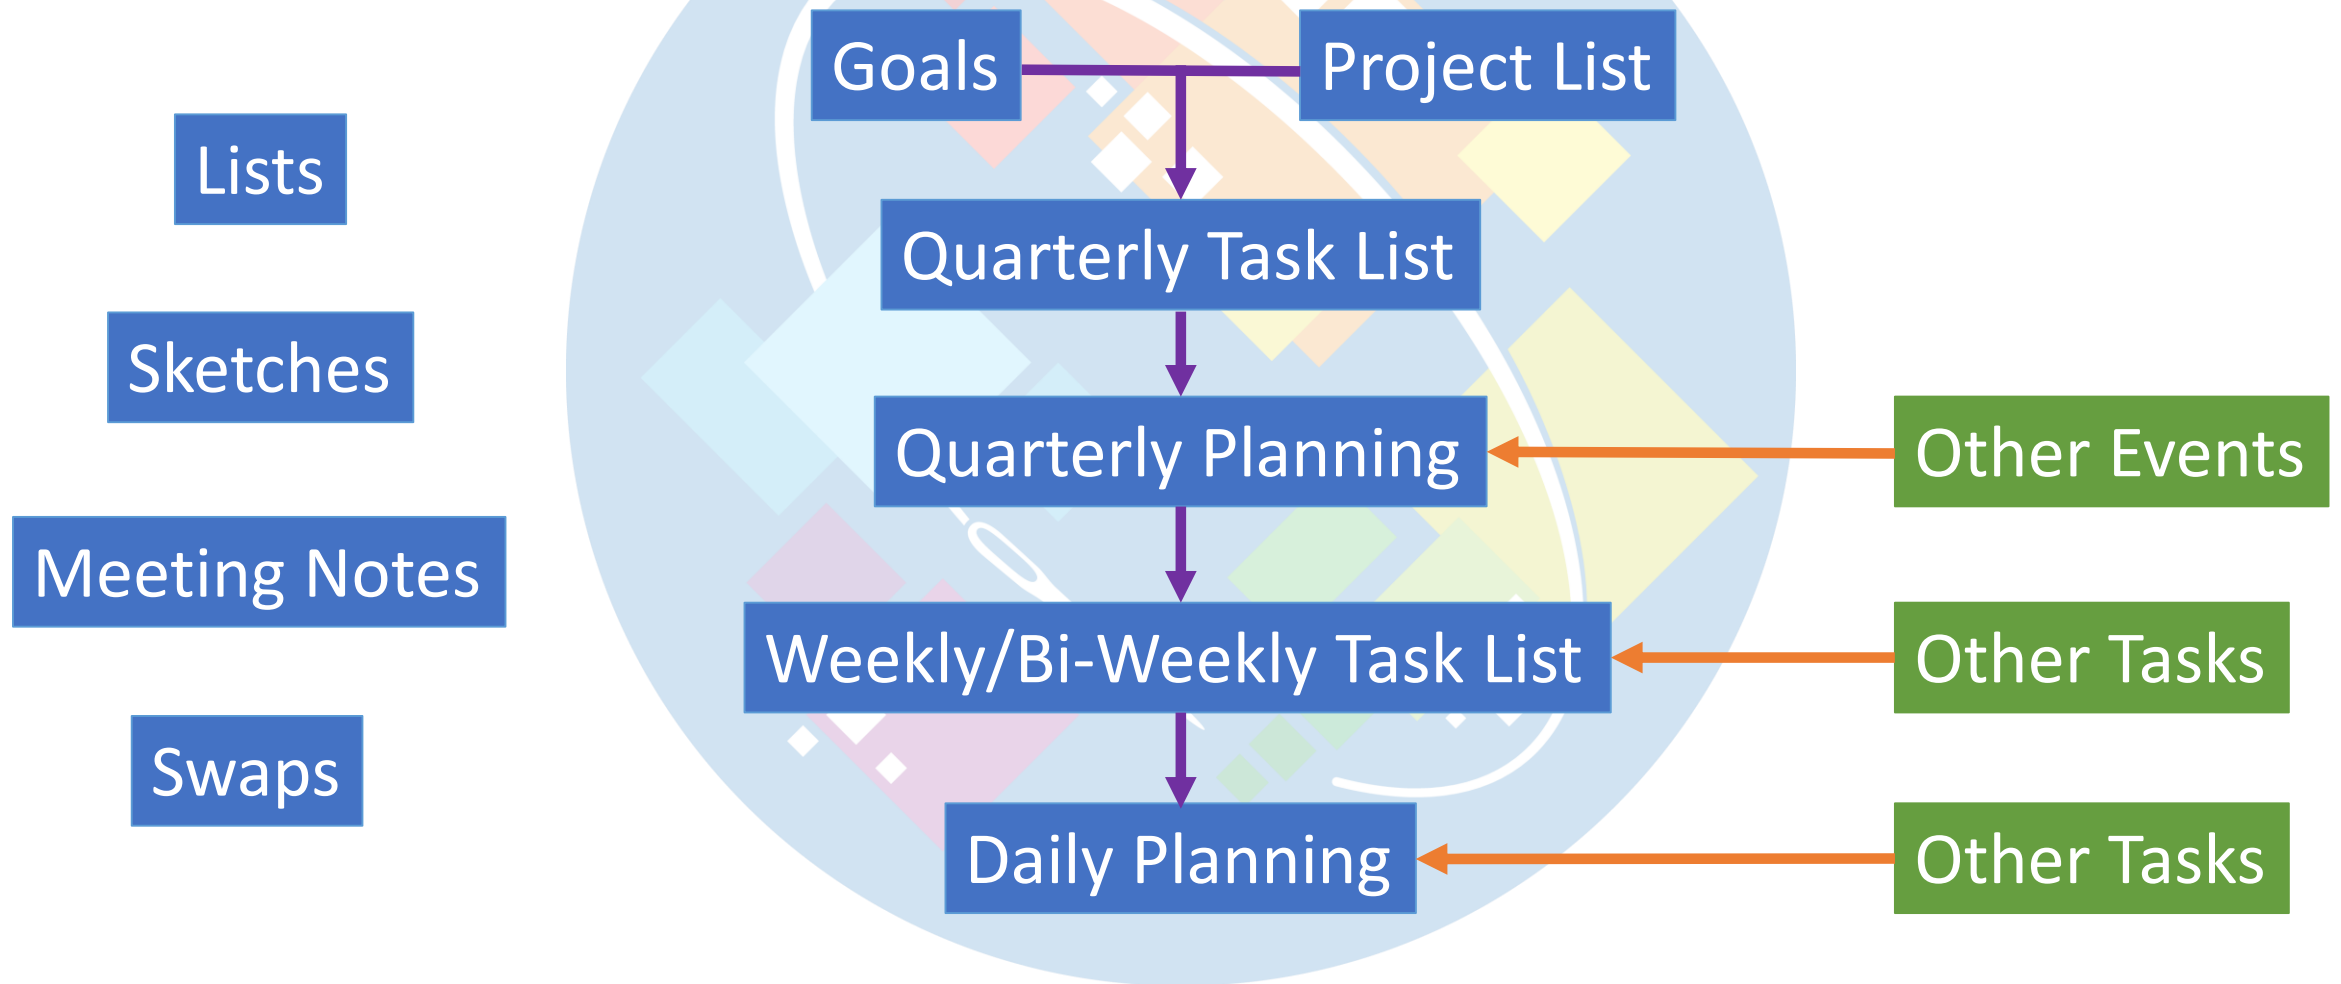 Goals
Project List
Lists
Quarterly Task List
Sketches
Quarterly Planning
Other Events
Meeting Notes
Weekly/Bi-Weekly Task List
Other Tasks
Swaps
Daily Planning
Other Tasks